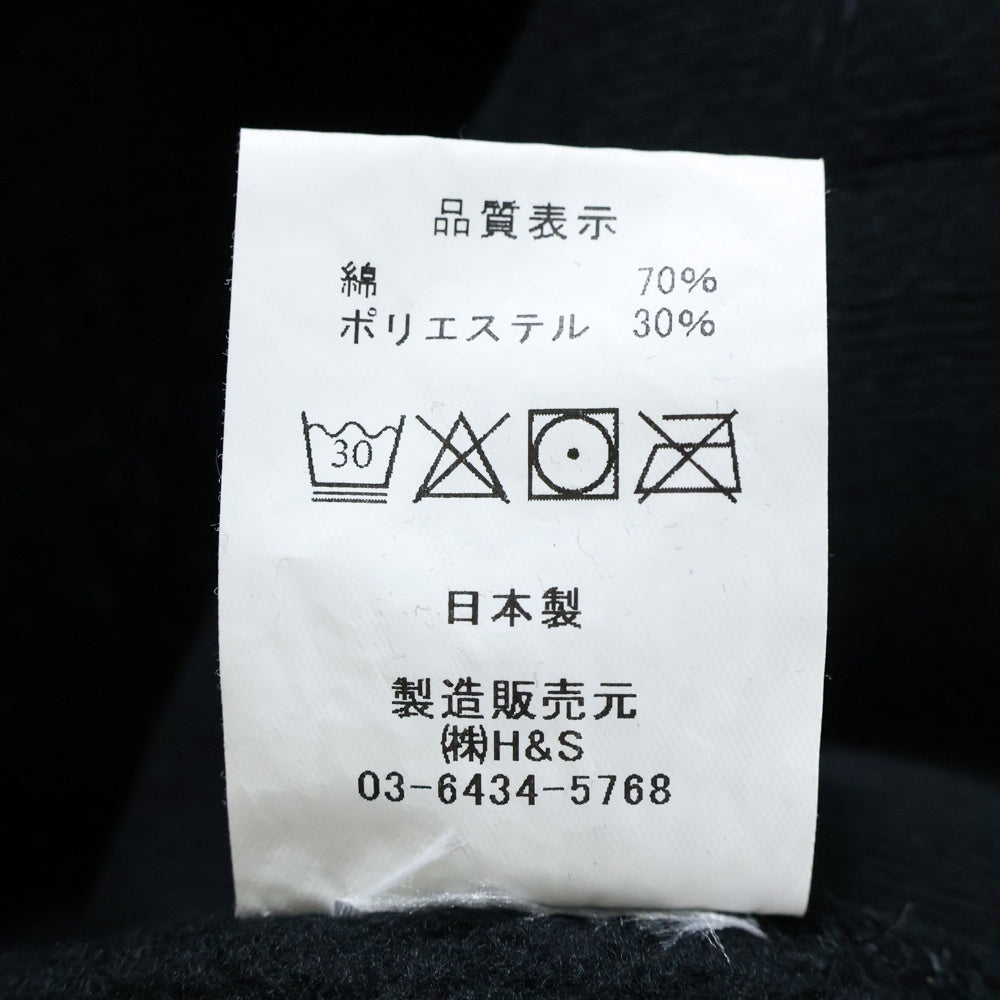 品質表示
綿 70%
ポリエステル 30%
30
日本製
製造販売元
㈱H&S
03-6434-5768